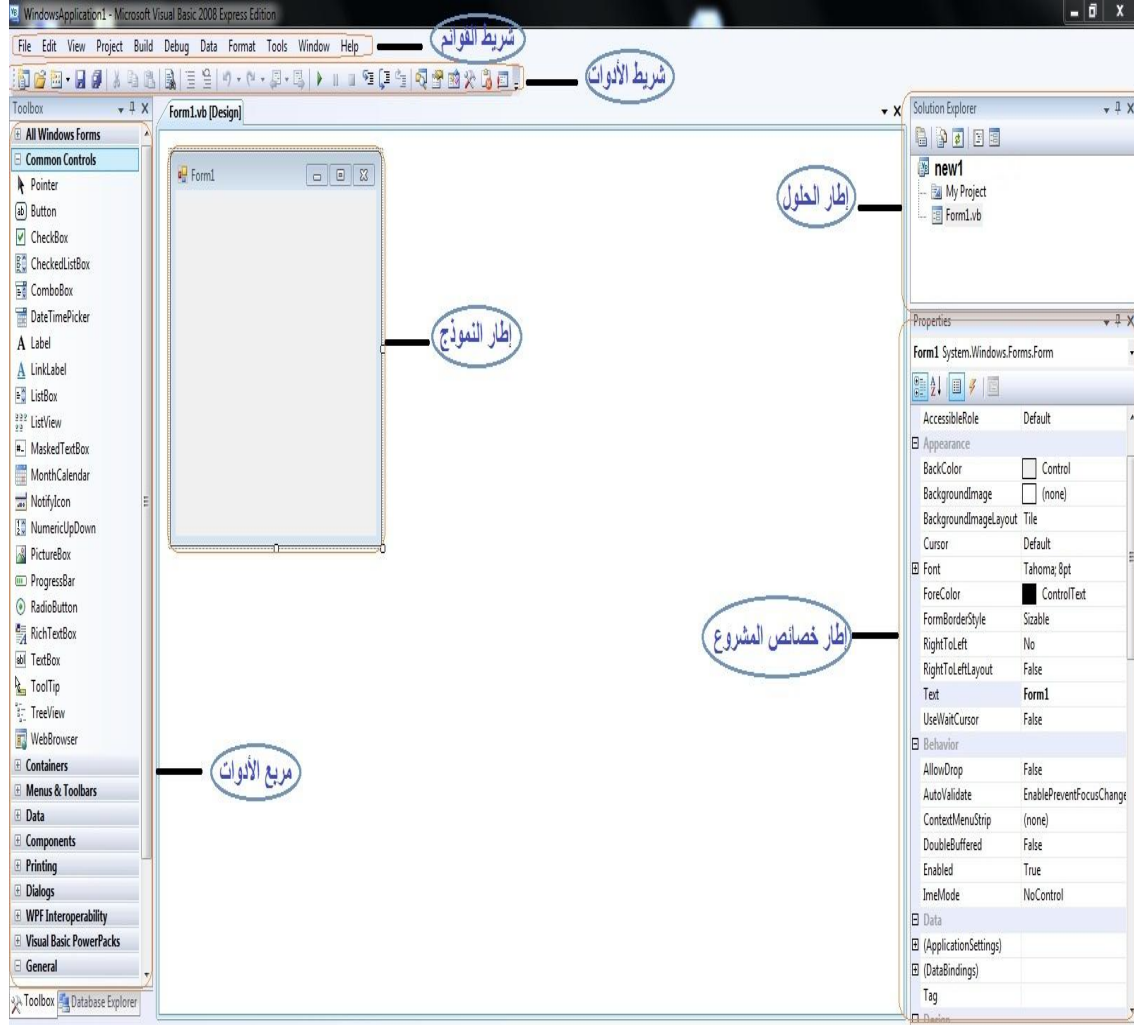 WindowsApplication1 - Microsoft Visual Basic 2008 Express Edition
File Edit View Project Build Debug Data Format Tools Window Help
شريط القوائم
شريط الأدوات
Toolbox
All Windows Forms
Common Controls
Pointer
Button
CheckBox
CheckedListBox
ComboBox
DateTimePicker
Label
LinkLabel
ListBox
ListView
MaskedTextBox
MonthCalendar
NotifyIcon
NumericUpDown
PictureBox
ProgressBar
RadioButton
RichTextBox
TextBox
ToolTip
TreeView
WebBrowser
Containers
Menus & Toolbars
Data
Components
Printing
Dialogs
WPF Interoperability
Visual Basic PowerPacks
General
Toolbox Database Explorer
مربع الأدوات
Form1.vb [Design]
Form1
إطار النموذج
إطار الحلول
إطار خصائص المشروع
Solution Explorer
new1
My Project
Form1.vb
Properties
Form1 System.Windows.Forms.Form
AccessibleRole Default
Appearance
BackColor Control
BackgroundImage (none)
BackgroundImageLayout Tile
Cursor Default
Font Tahoma; 8pt
ForeColor ControlText
FormBorderStyle Sizable
RightToLeft No
RightToLeftLayout False
Text Form1
UseWaitCursor False
Behavior
AllowDrop False
AutoValidate EnablePreventFocusChange
ContextMenuStrip (none)
DoubleBuffered False
Enabled True
ImeMode NoControl
Data
(ApplicationSettings)
(DataBindings)
Tag
Design